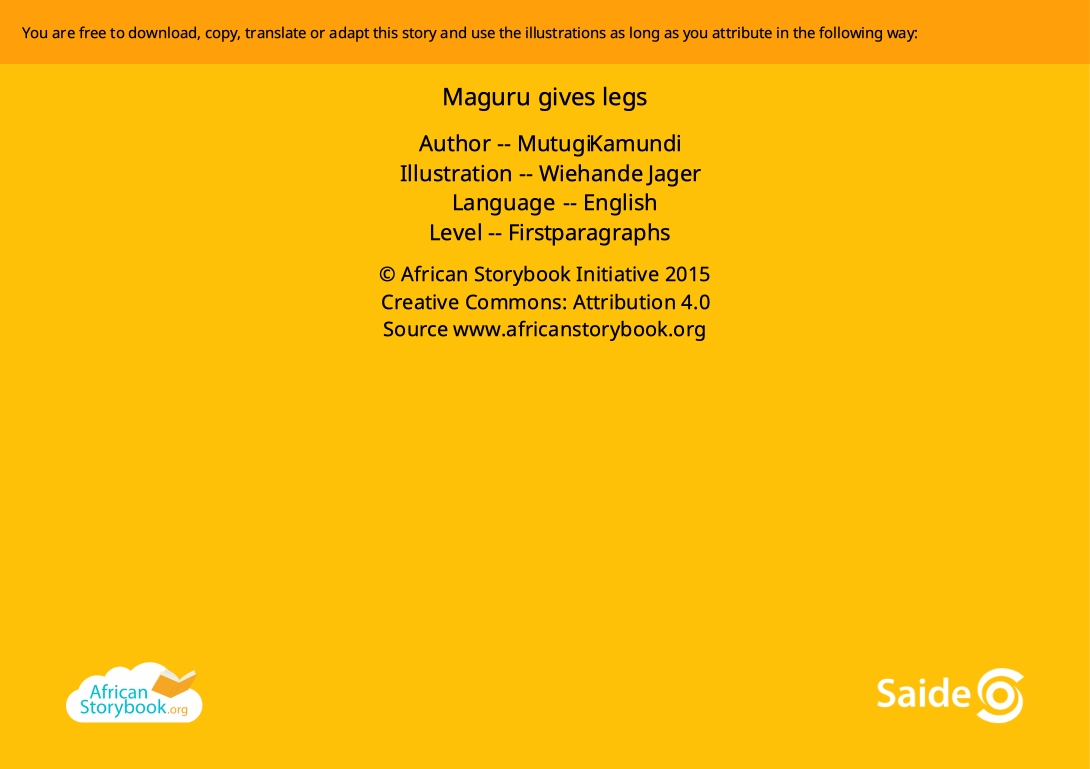 You are free to download, copy, translate or adapt this story and use the illustrations as long as you attribute in the following way:
Maguru gives legs
Author -- MutugiKamundi
Illustration -- Wiehande Jager
Language -- English
Level -- Firstparagraphs
© African Storybook Initiative 2015
Creative Commons: Attribution 4.0
Source www.africanstorybook.org
African
Storybook.org
Saide